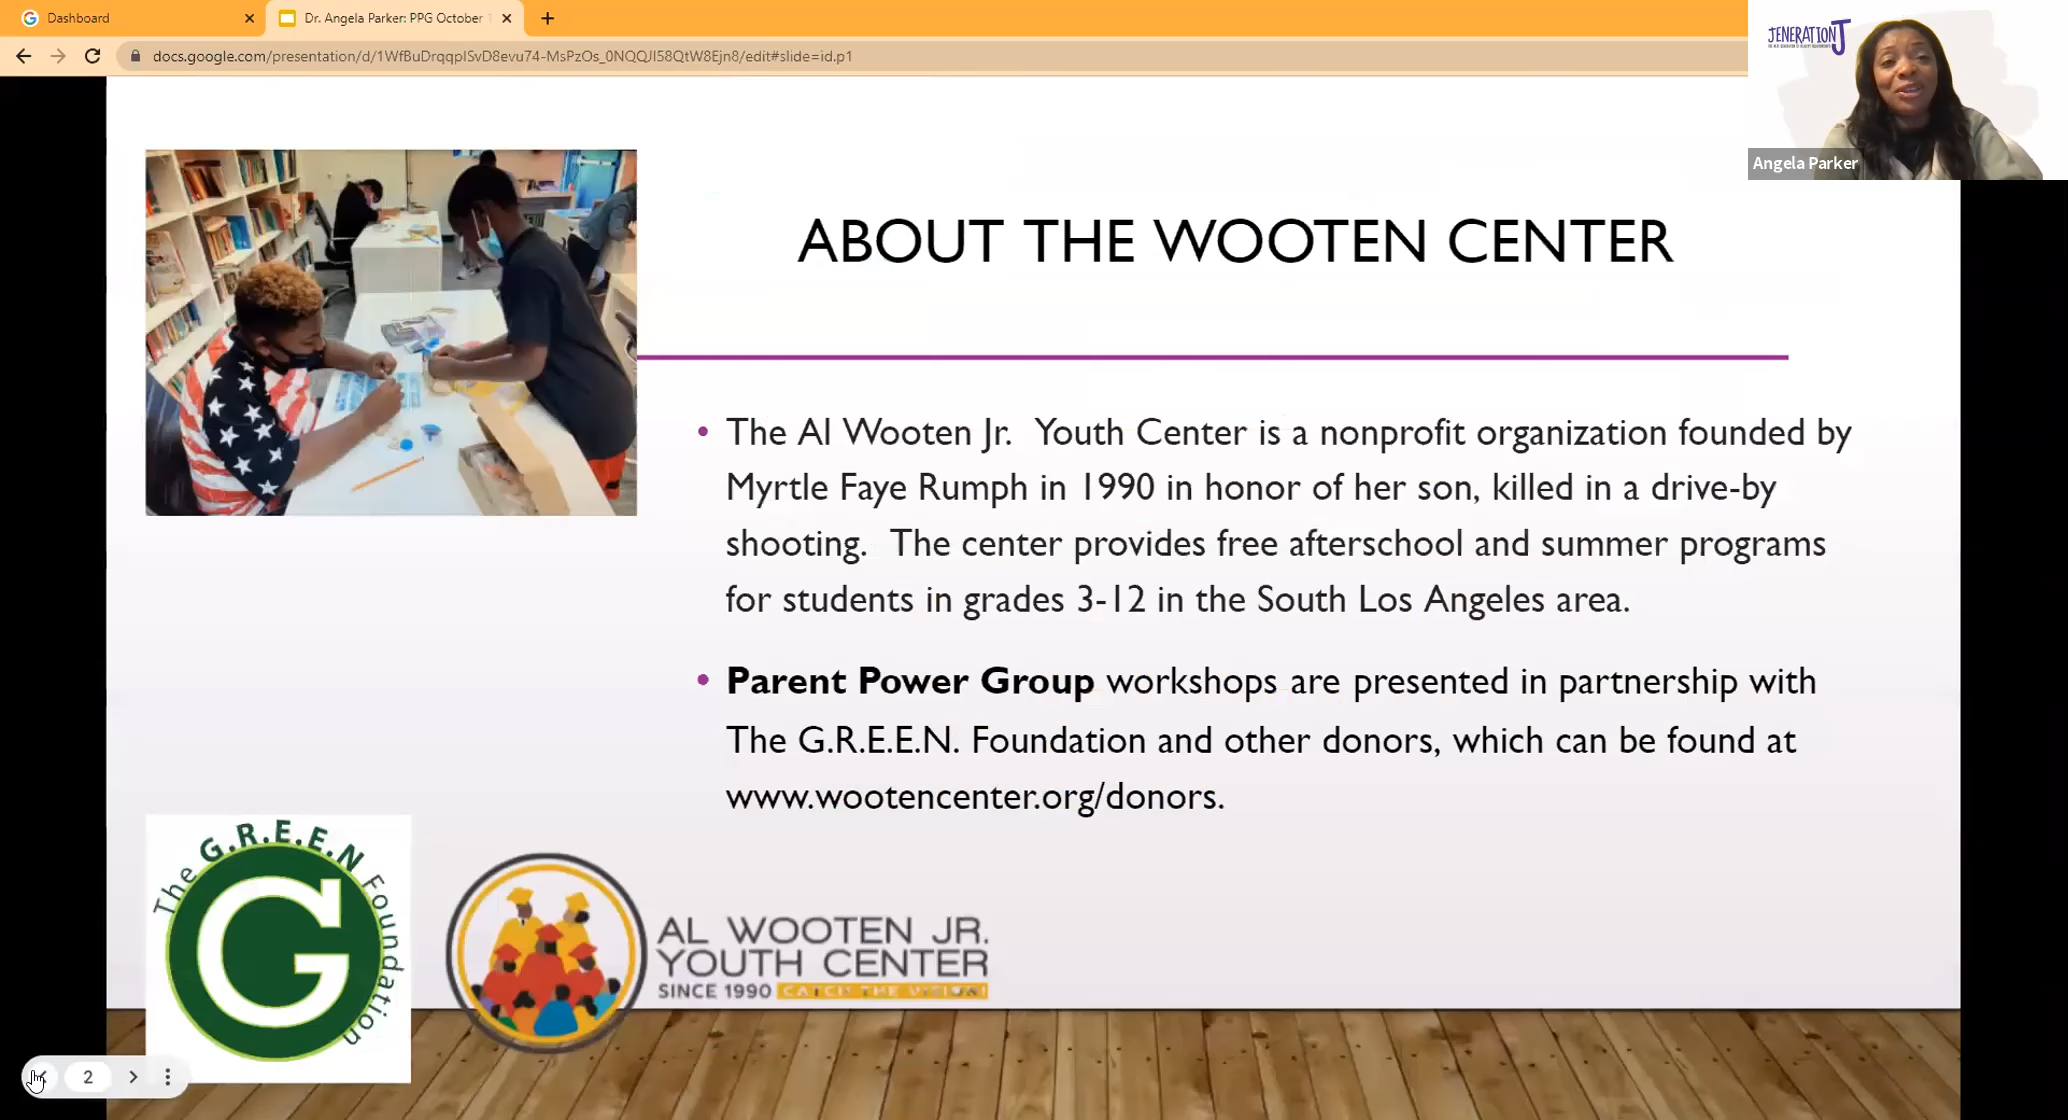 Dashboard
Dr. Angela Parker: PPG October
docs.google.com/presentation/d/1WfBuDrqqpISvD8evu74-MsPzOs_0NQQJI58QtW8Ejn8/edit#slide=id.p1
JENERATIONJ
Angela Parker
ABOUT THE WOOTEN CENTER
• The Al Wooten Jr. Youth Center is a nonprofit organization founded by
Myrtle Faye Rumph in 1990 in honor of her son, killed in a drive-by
shooting. The center provides free afterschool and summer programs
for students in grades 3-12 in the South Los Angeles area.
• Parent Power Group workshops are presented in partnership with
The G.R.E.E.N. Foundation and other donors, which can be found at
www.wootencenter.org/donors.
The G.R.E.E.N Foundation
G
AL WOOTEN JR.
YOUTH CENTER
SINCE 1990 CATCH THE VISION!
2